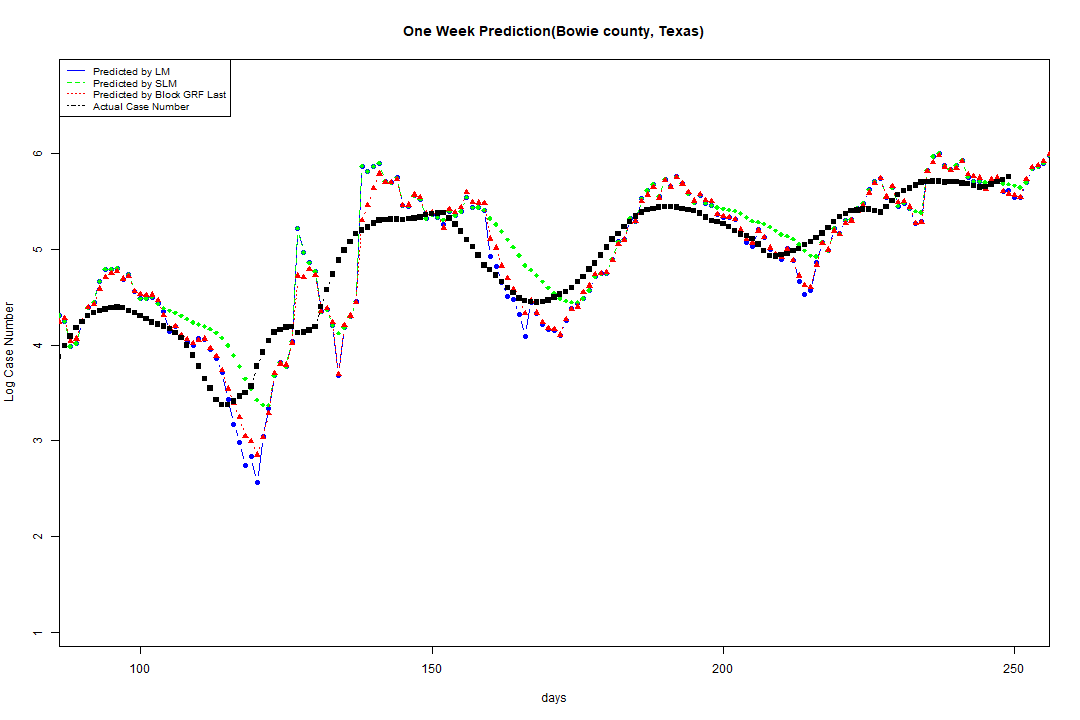 One Week Prediction(Bowie county, Texas)
Predicted by LM
Predicted by SLM
Predicted by Block GRF Last
Actual Case Number
Log Case Number
6
5
4
3
2
1
100 150 200 250
days